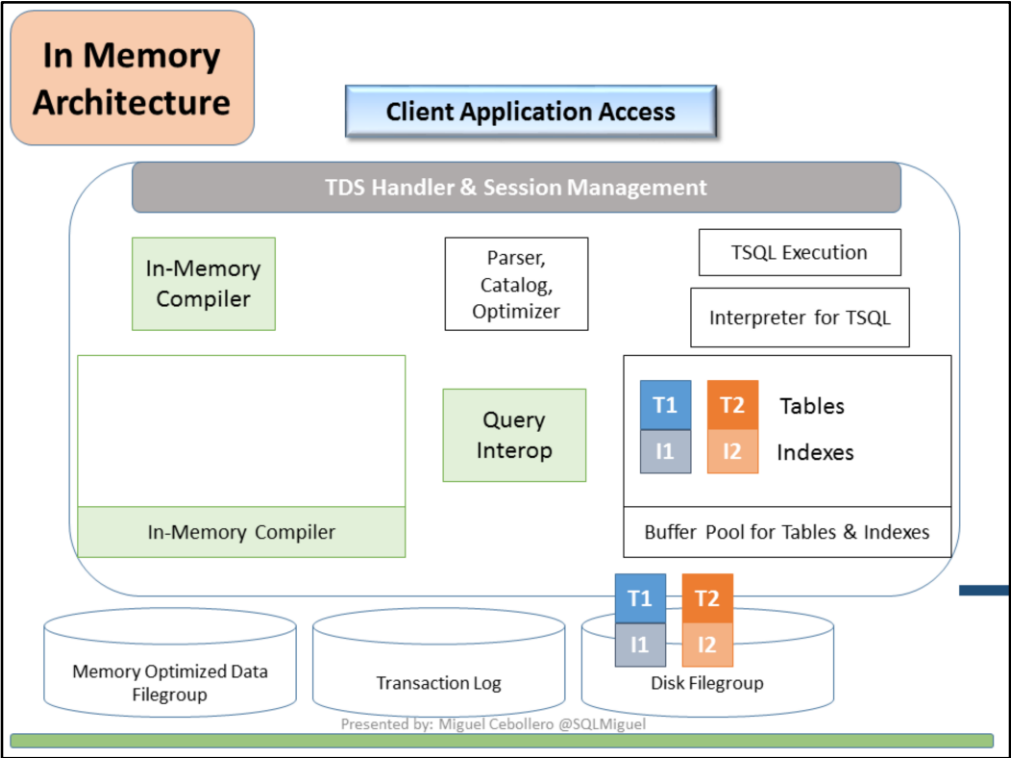 In Memory
Architecture
Client Application Access
TDS Handler & Session Management
In-Memory
Compiler
Parser,
Catalog,
Optimizer
TSQL Execution
Interpreter for TSQL
Query
Interop
T1 T2 Tables
I1 I2 Indexes
In-Memory Compiler
Buffer Pool for Tables & Indexes
T1 T2
I1 I2
Memory Optimized Data
Filegroup
Transaction Log
Disk Filegroup
Presented by: Miguel Cebollero @SQLMiguel